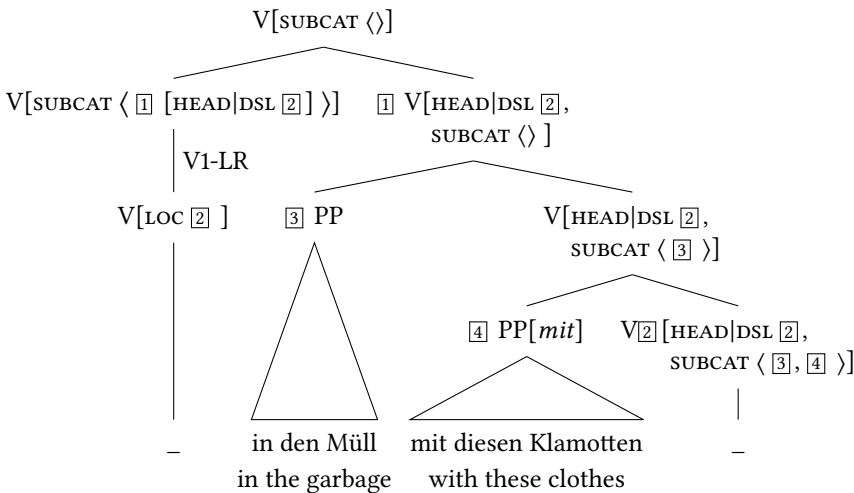 V[SUBCAT ⟨⟩]
V[SUBCAT ⟨ 1 [HEAD|DSL 2] ⟩] 1 V[HEAD|DSL 2,
SUBCAT ⟨⟩ ]
V1-LR
V[LOC 2 ] 3 PP V[HEAD|DSL 2,
SUBCAT ⟨ 3 ⟩]
4 PP[mit] V2 [HEAD|DSL 2,
SUBCAT ⟨ 3, 4 ⟩]
_ in den Müll mit diesen Klamotten _
in the garbage with these clothes